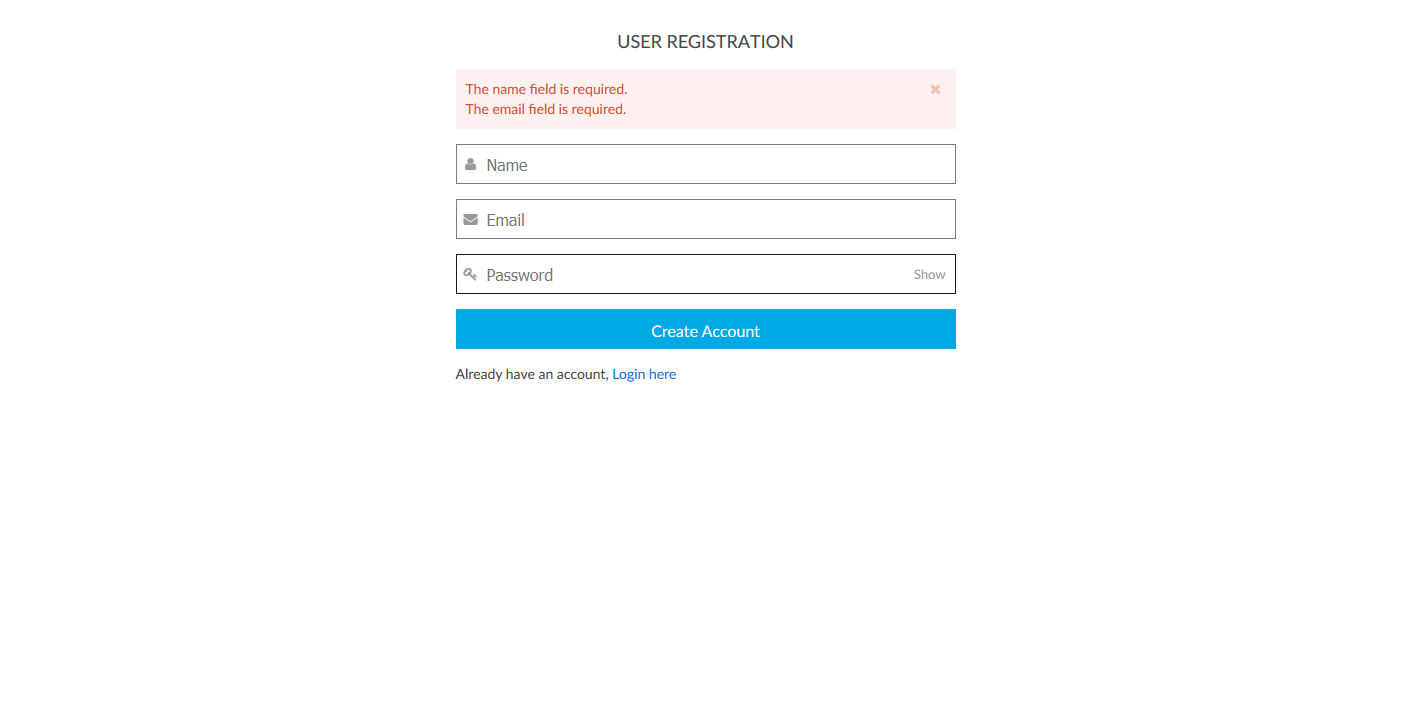 USER REGISTRATION
The name field is required.
The email field is required.
Name
Email
Password Show
Create Account
Already have an account, Login here